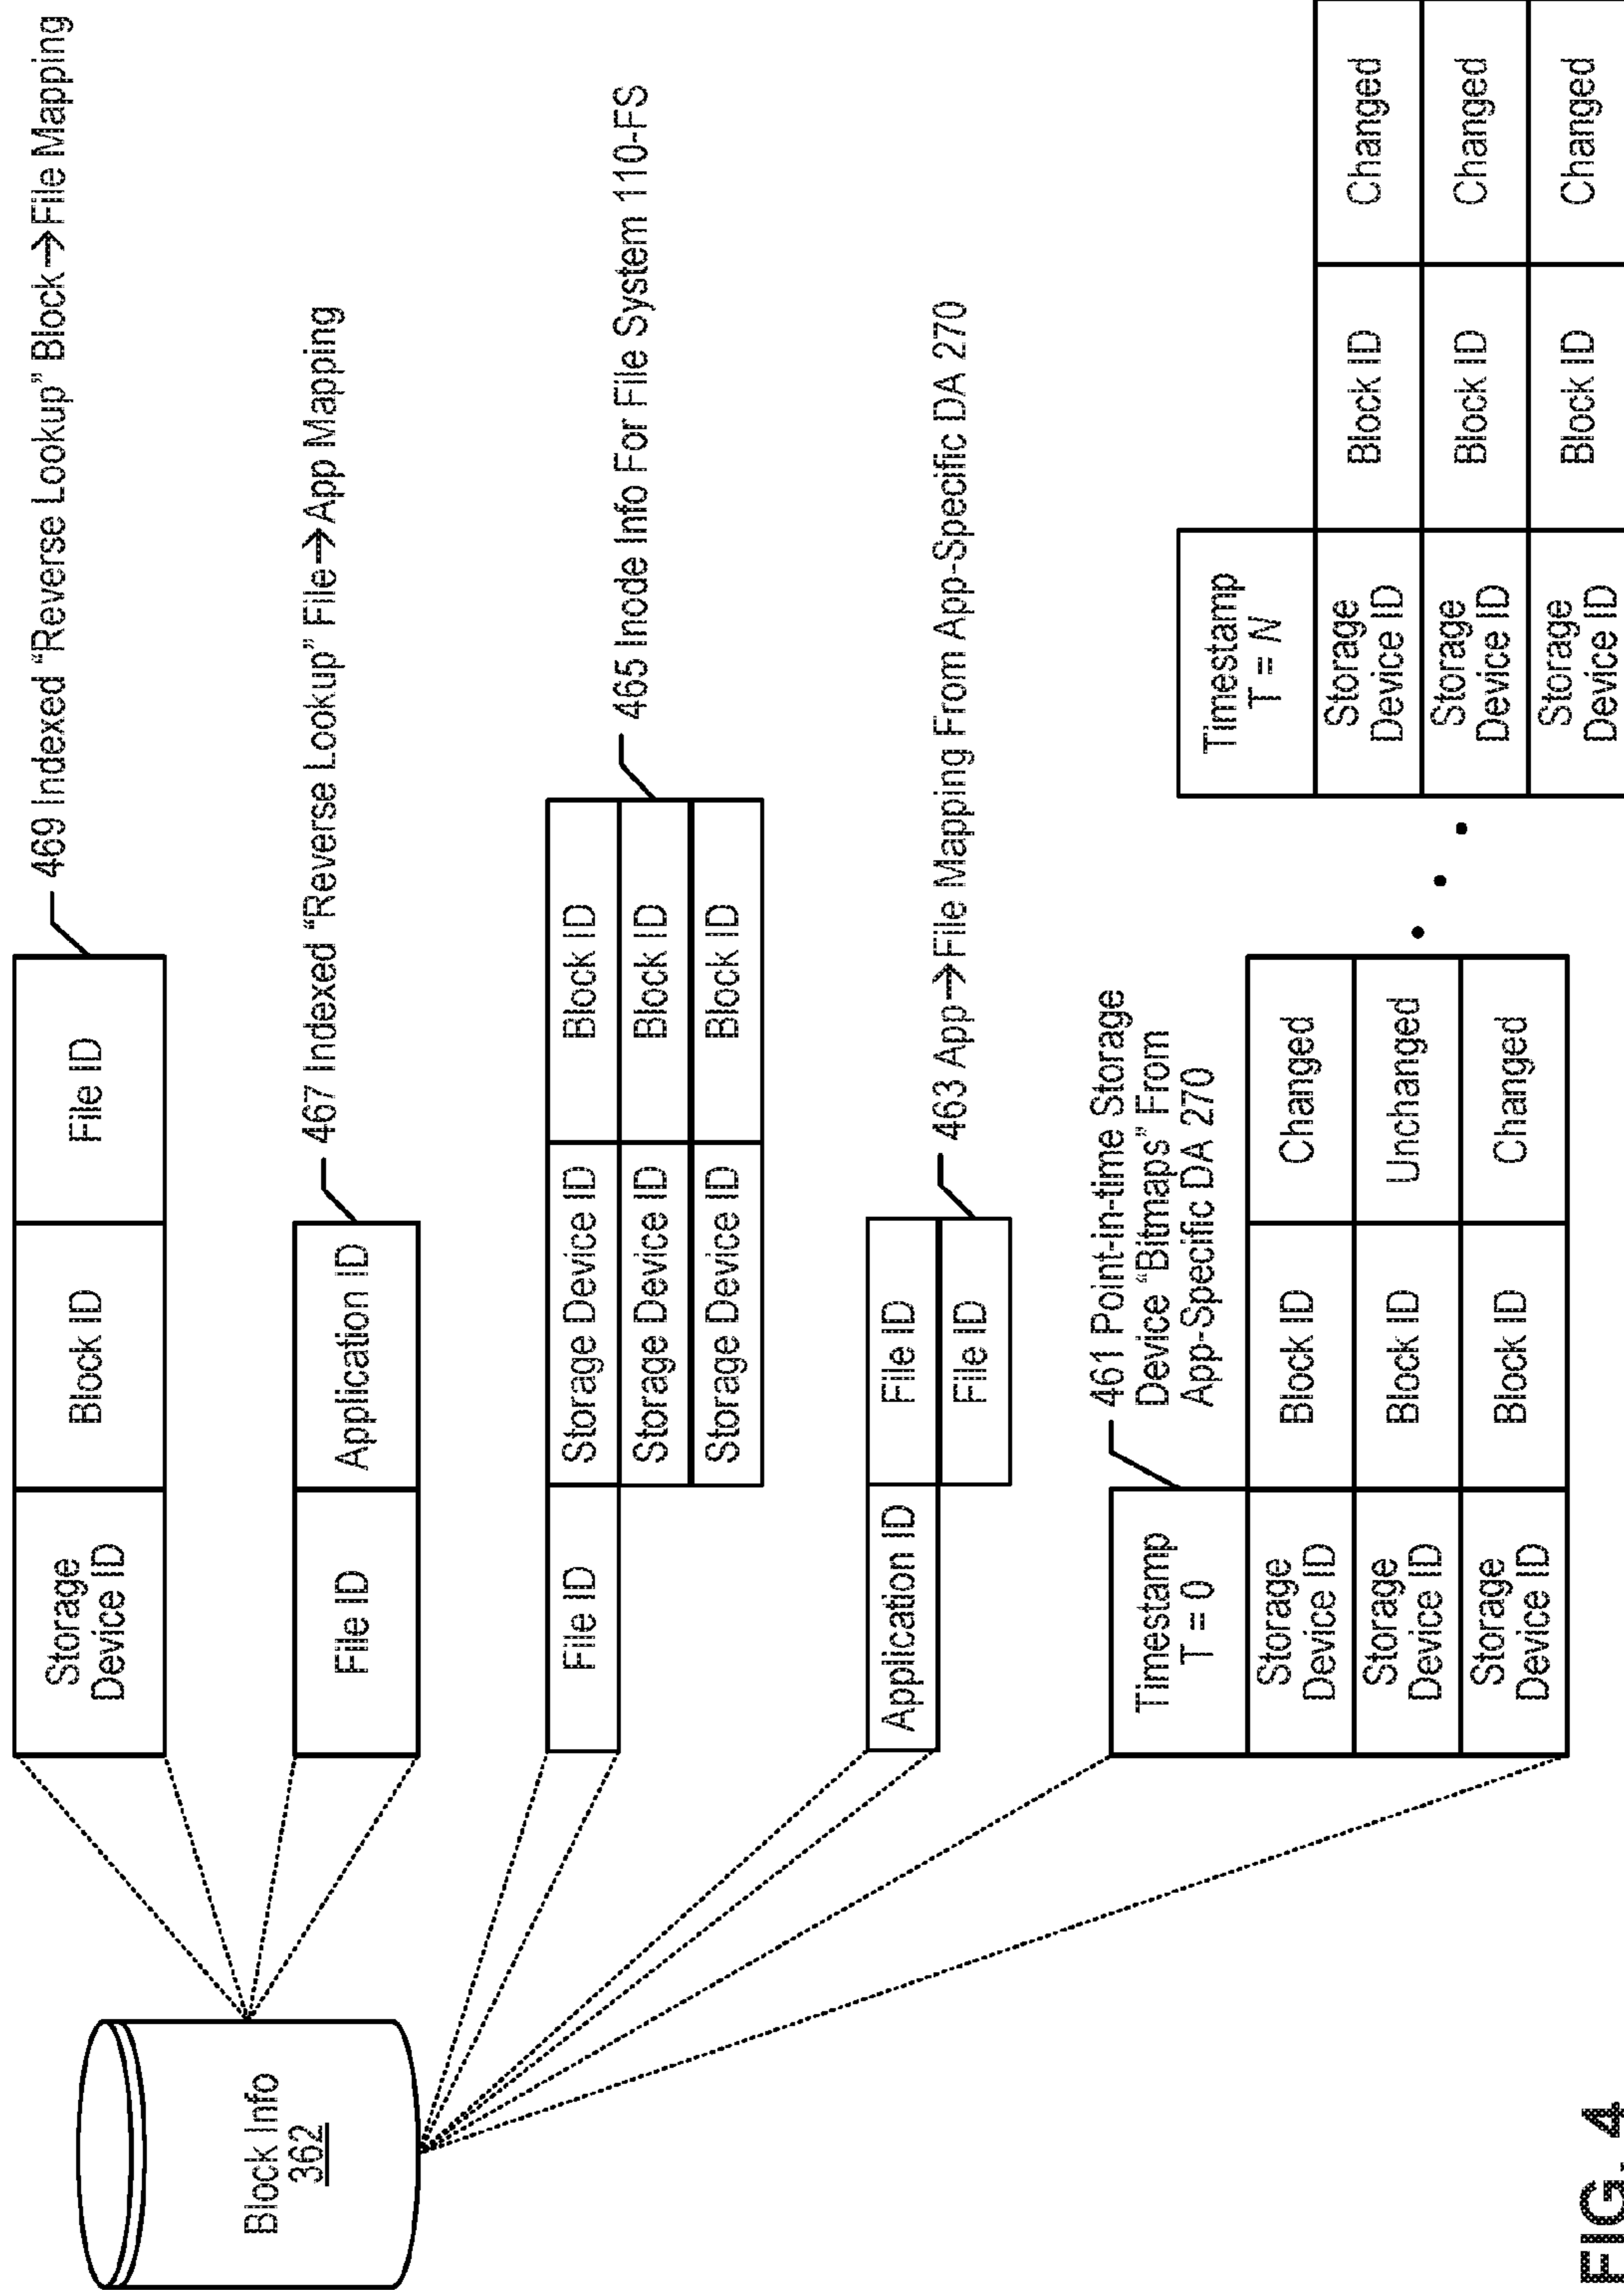 Block Info
362
Storage
Device ID
Block ID
File ID
469 Indexed “Reverse Lookup” Block→File Mapping
File ID
Application ID
467 Indexed “Reverse Lookup” File→App Mapping
File ID
Storage Device ID
Block ID
Storage Device ID
Block ID
Storage Device ID
Block ID
465 Inode Info For File System 110-FS
Application ID
File ID
File ID
463 App→File Mapping From App-Specific DA 270
461 Point-in-time Storage
Device “Bitmaps” From
App-Specific DA 270
Timestamp
T = 0
Storage
Device ID
Block ID
Changed
Storage
Device ID
Block ID
Unchanged
Storage
Device ID
Block ID
Changed
• • •
Timestamp
T = N
Storage
Device ID
Block ID
Changed
Storage
Device ID
Block ID
Changed
Storage
Device ID
Block ID
Changed
FIG. 4